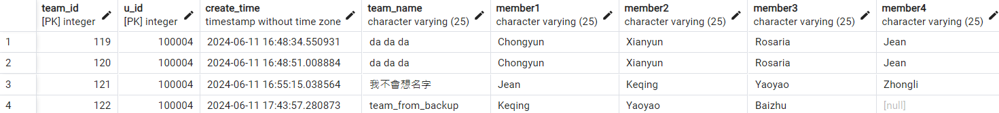 team_id u_id create_time team_name member1 member2 member3 member4
[PK] integer [PK] integer timestamp without time zone character varying (25) character varying (25) character varying (25) character varying (25) character varying (25)
1 119 100004 2024-06-11 16:48:34.550931 da da da Chongyun Xianyun Rosaria Jean
2 120 100004 2024-06-11 16:48:51.008884 da da da Chongyun Xianyun Rosaria Jean
3 121 100004 2024-06-11 16:55:15.038564 我不會想名字 Jean Keqing Yaoyao Zhongli
4 122 100004 2024-06-11 17:43:57.280873 team_from_backup Keqing Yaoyao Baizhu [null]